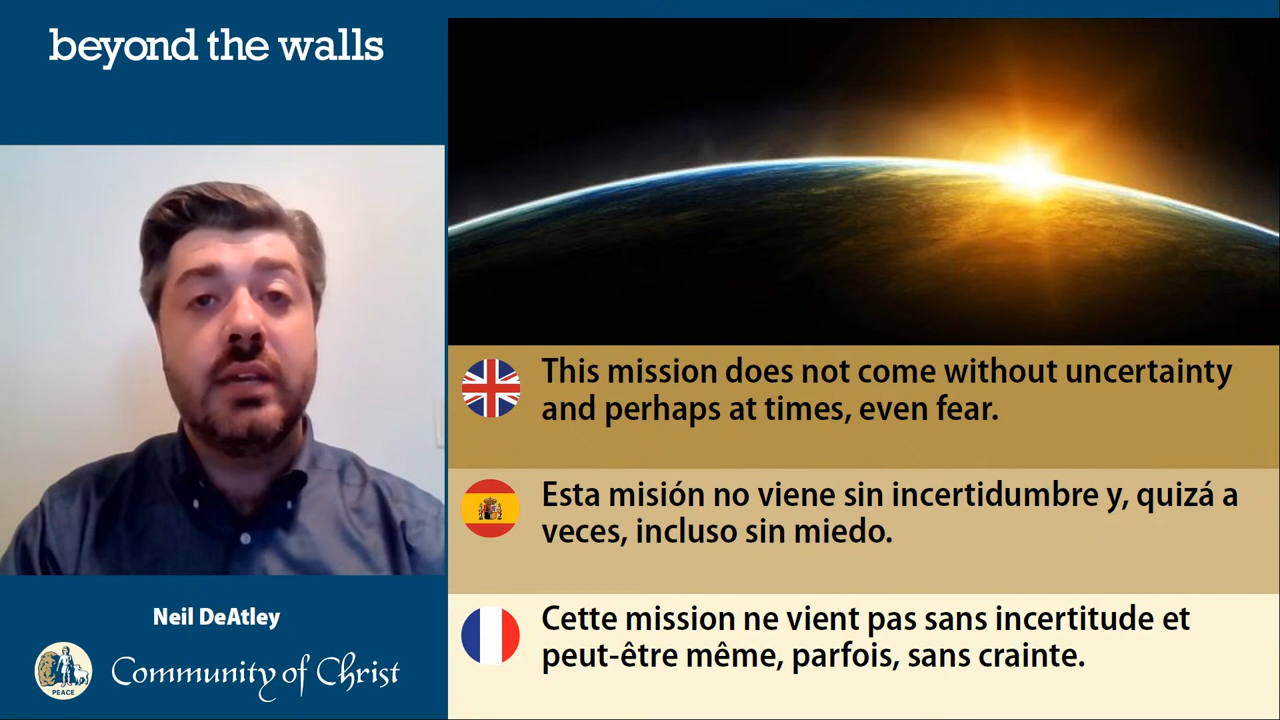 beyond the walls
This mission does not come without uncertainty
and perhaps at times, even fear.
Esta misión no viene sin incertidumbre y, quizá a
veces, incluso sin miedo.
Cette mission ne vient pas sans incertitude et
peut-être même, parfois, sans crainte.
Neil DeAtley
PEACE
Community of Christ